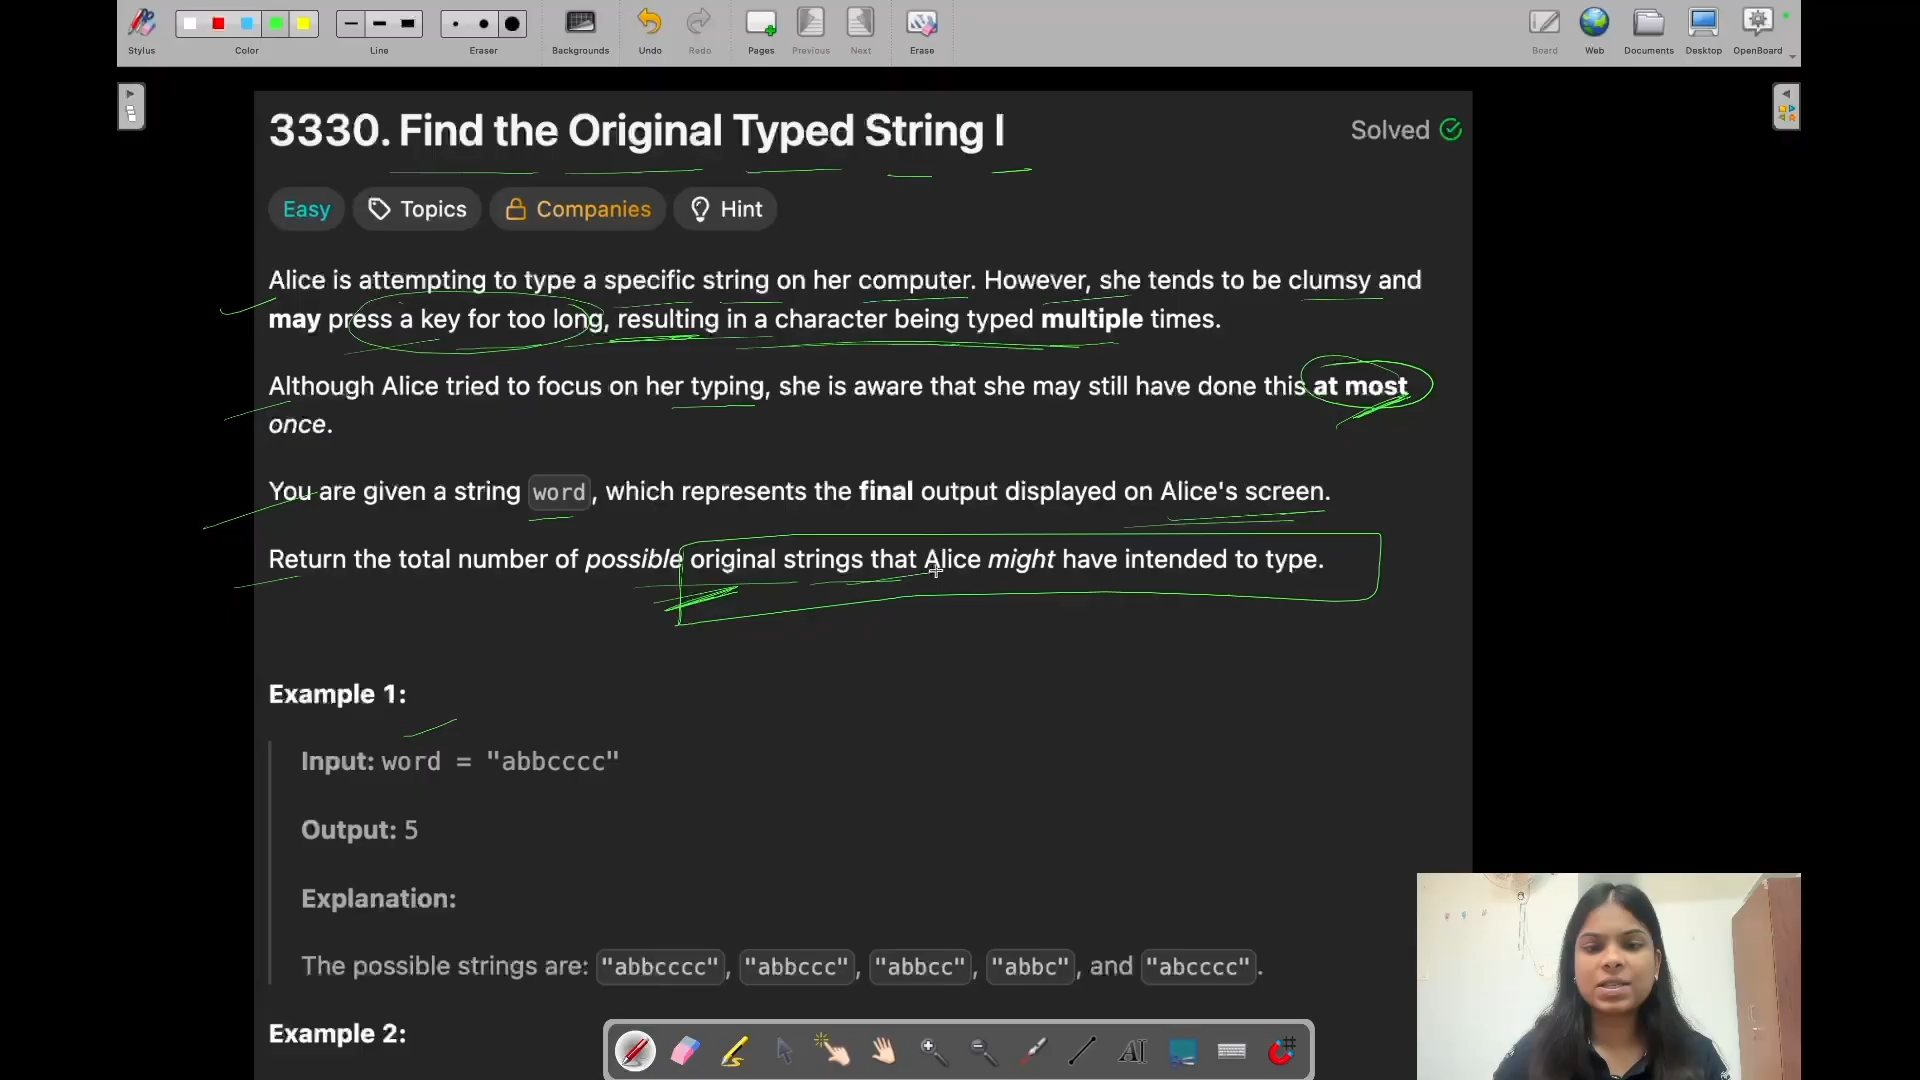 Stylus
Color
Line
Eraser
Backgrounds
Undo
Redo
Pages
Previous
Next
Erase
Board
Web
Documents
Desktop
OpenBoard
3330. Find the Original Typed String I
Solved
Easy
Topics
Companies
Hint
Alice is attempting to type a specific string on her computer. However, she tends to be clumsy and
may press a key for too long, resulting in a character being typed multiple times.
Although Alice tried to focus on her typing, she is aware that she may still have done this at most
once.
You are given a string word, which represents the final output displayed on Alice's screen.
Return the total number of possible original strings that Alice might have intended to type.
Example 1:
Input: word = "abbcccc"
Output: 5
Explanation:
The possible strings are: "abbcccc", "abbccc", "abbcc", "abbc", and "abcccc".
Example 2:
AI